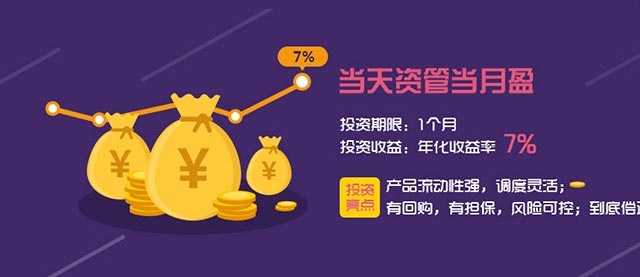 7%
当天资管当月盈
投资期限：1个月
投资收益：年化收益率 7%
投资
亮点
产品流动性强，调度灵活；
有回购，有担保，风险可控；到底偿
¥
¥
¥